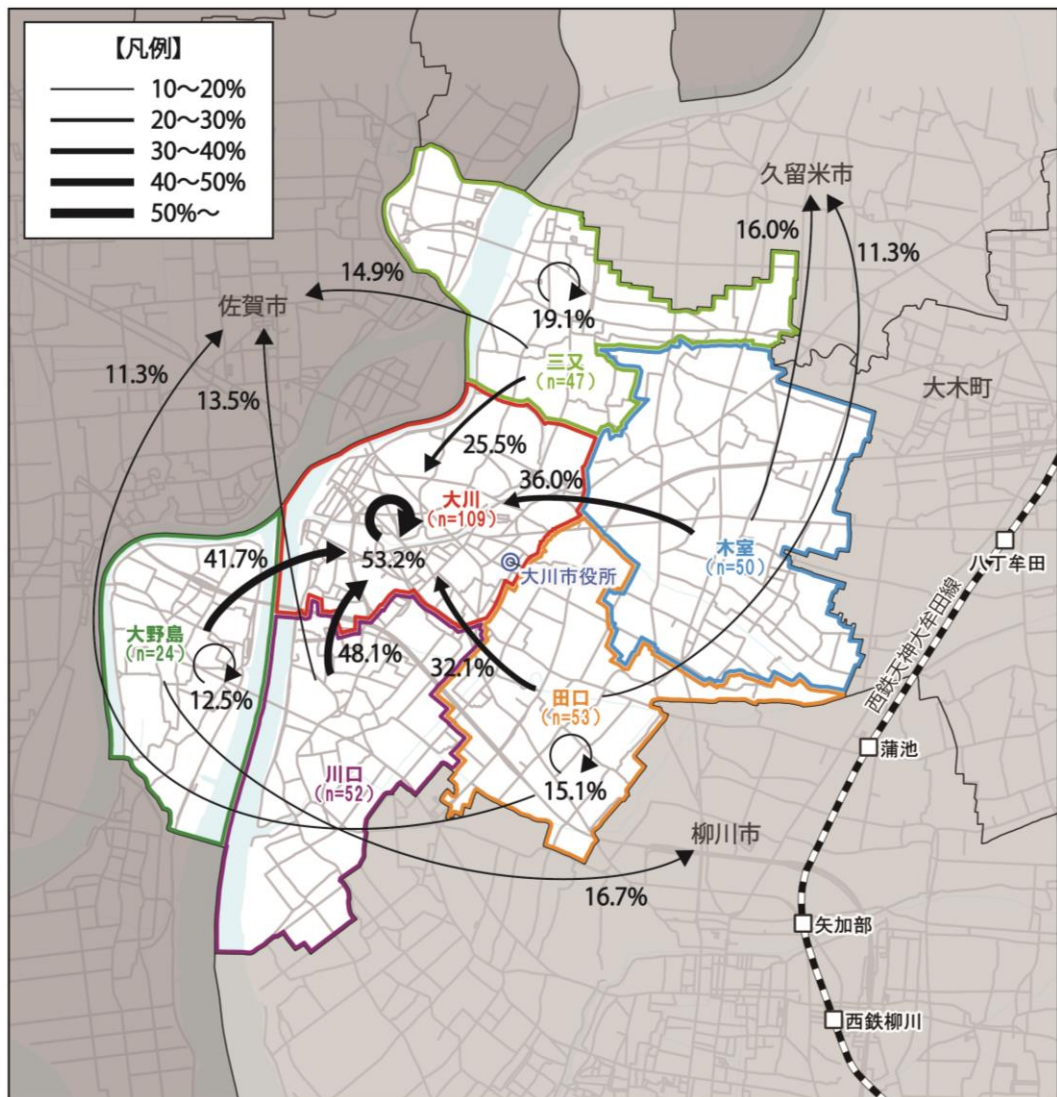 【凡例】
10～20%
20～30%
30～40%
40～50%
50%～
久留米市
16.0%
11.3%
14.9%
佐賀市
19.1%
11.3%
13.5%
三又
(n=47)
大木町
25.5%
36.0%
大川
(n=109)
53.2%
41.7%
大川市役所
木室
(n=50)
八丁牟田
大野島
(n=24)
48.1%
32.1%
12.5%
田口
(n=53)
西鉄天神大牟田線
蒲池
川口
(n=52)
15.1%
柳川市
16.7%
矢加部
西鉄柳川